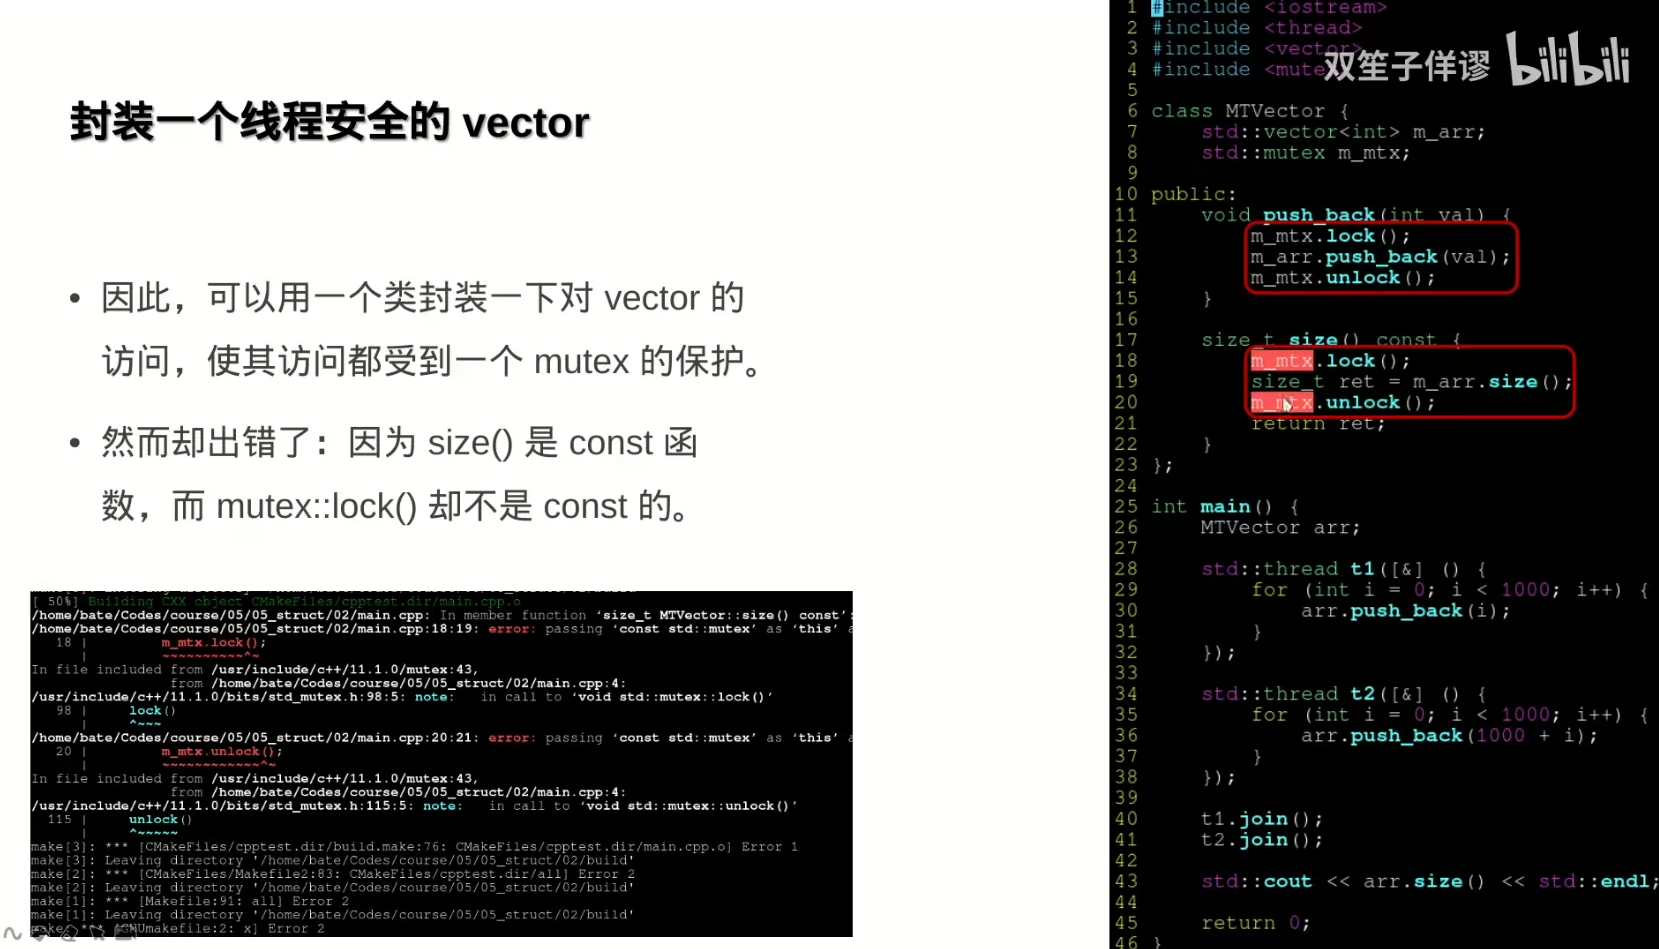 封装一个线程安全的 vector
• 因此，可以用一个类封装一下对 vector 的
访问，使其访问都受到一个 mutex 的保护。
• 然而却出错了：因为 size() 是 const 函
数，而 mutex::lock() 却不是 const 的。
[ 50%] Building CXX object CMakeFiles/cpptest.dir/main.cpp.o
/home/bate/Codes/course/05/05_struct/02/main.cpp: In member function ‘size_t MTVector::size() const’:
/home/bate/Codes/course/05/05_struct/02/main.cpp:18:19: error: passing ‘const std::mutex’ as ‘this’ a
18 | m_mtx.lock();
| ~~~~~~~~~~^~
In file included from /usr/include/c++/11.1.0/mutex:43,
from /home/bate/Codes/course/05/05_struct/02/main.cpp:4:
/usr/include/c++/11.1.0/bits/std_mutex.h:98:5: note: in call to ‘void std::mutex::lock()’
98 | lock()
| ^~~~
/home/bate/Codes/course/05/05_struct/02/main.cpp:20:21: error: passing ‘const std::mutex’ as ‘this’ a
20 | m_mtx.unlock();
| ~~~~~~~~~~~~^~
In file included from /usr/include/c++/11.1.0/mutex:43,
from /home/bate/Codes/course/05/05_struct/02/main.cpp:4:
/usr/include/c++/11.1.0/bits/std_mutex.h:115:5: note: in call to ‘void std::mutex::unlock()’
115 | unlock()
| ^~~~~~
make[3]: *** [CMakeFiles/cpptest.dir/build.make:76: CMakeFiles/cpptest.dir/main.cpp.o] Error 1
make[3]: Leaving directory '/home/bate/Codes/course/05/05_struct/02/build'
make[2]: *** [CMakeFiles/Makefile2:83: CMakeFiles/cpptest.dir/all] Error 2
make[2]: Leaving directory '/home/bate/Codes/course/05/05_struct/02/build'
make[1]: *** [Makefile:91: all] Error 2
make[1]: Leaving directory '/home/bate/Codes/course/05/05_struct/02/build'
make: *** [GNUmakefile:2: x] Error 2
双笙子佯谬 bilibili
1 #include <iostream>
2 #include <thread>
3 #include <vector>
4 #include <mute
5
6 class MTVector {
7 std::vector<int> m_arr;
8 std::mutex m_mtx;
9
10 public:
11 void push_back(int val) {
12 m_mtx.lock();
13 m_arr.push_back(val);
14 m_mtx.unlock();
15 }
16
17 size_t size() const {
18 m_mtx.lock();
19 size_t ret = m_arr.size();
20 m_mtx.unlock();
21 return ret;
22 }
23 };
24
25 int main() {
26 MTVector arr;
27
28 std::thread t1([&] () {
29 for (int i = 0; i < 1000; i++) {
30 arr.push_back(i);
31 }
32 });
33
34 std::thread t2([&] () {
35 for (int i = 0; i < 1000; i++) {
36 arr.push_back(1000 + i);
37 }
38 });
39
40 t1.join();
41 t2.join();
42
43 std::cout << arr.size() << std::endl;
44
45 return 0;
46 }